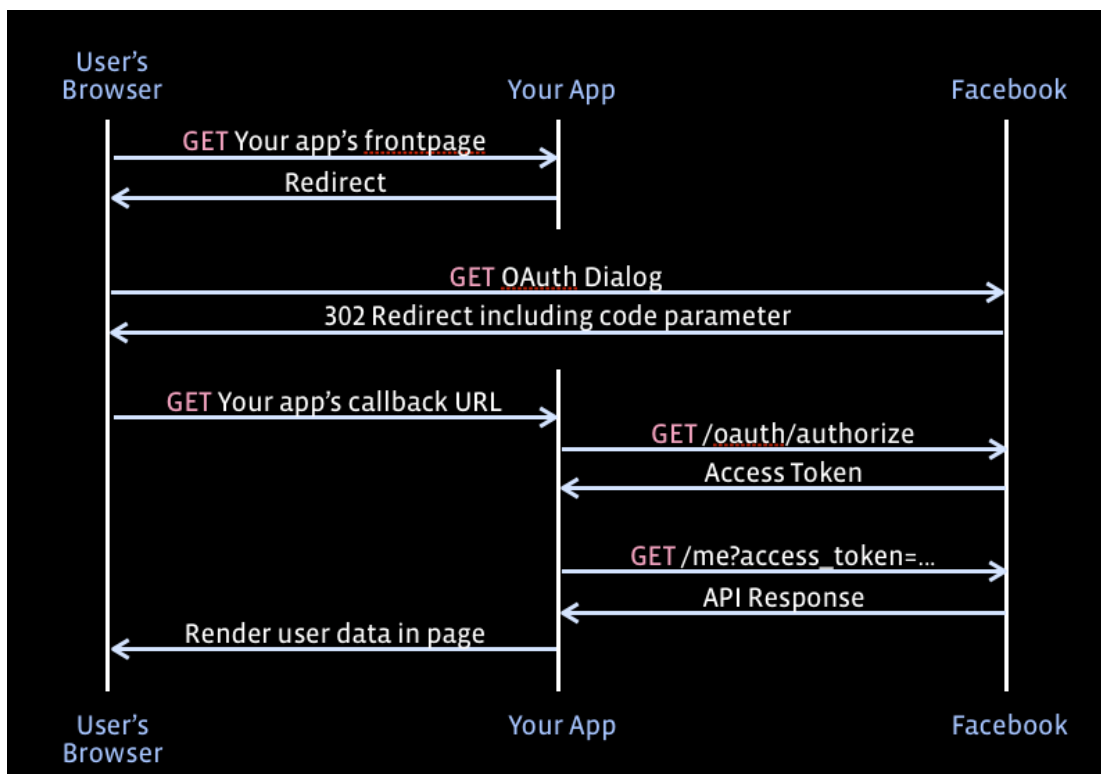 User's
Browser
Your App
Facebook
GET Your app's frontpage
Redirect
GET OAuth Dialog
302 Redirect including code parameter
GET Your app's callback URL
GET /oauth/authorize
Access Token
GET /me?access_token=...
API Response
Render user data in page
User's
Browser
Your App
Facebook